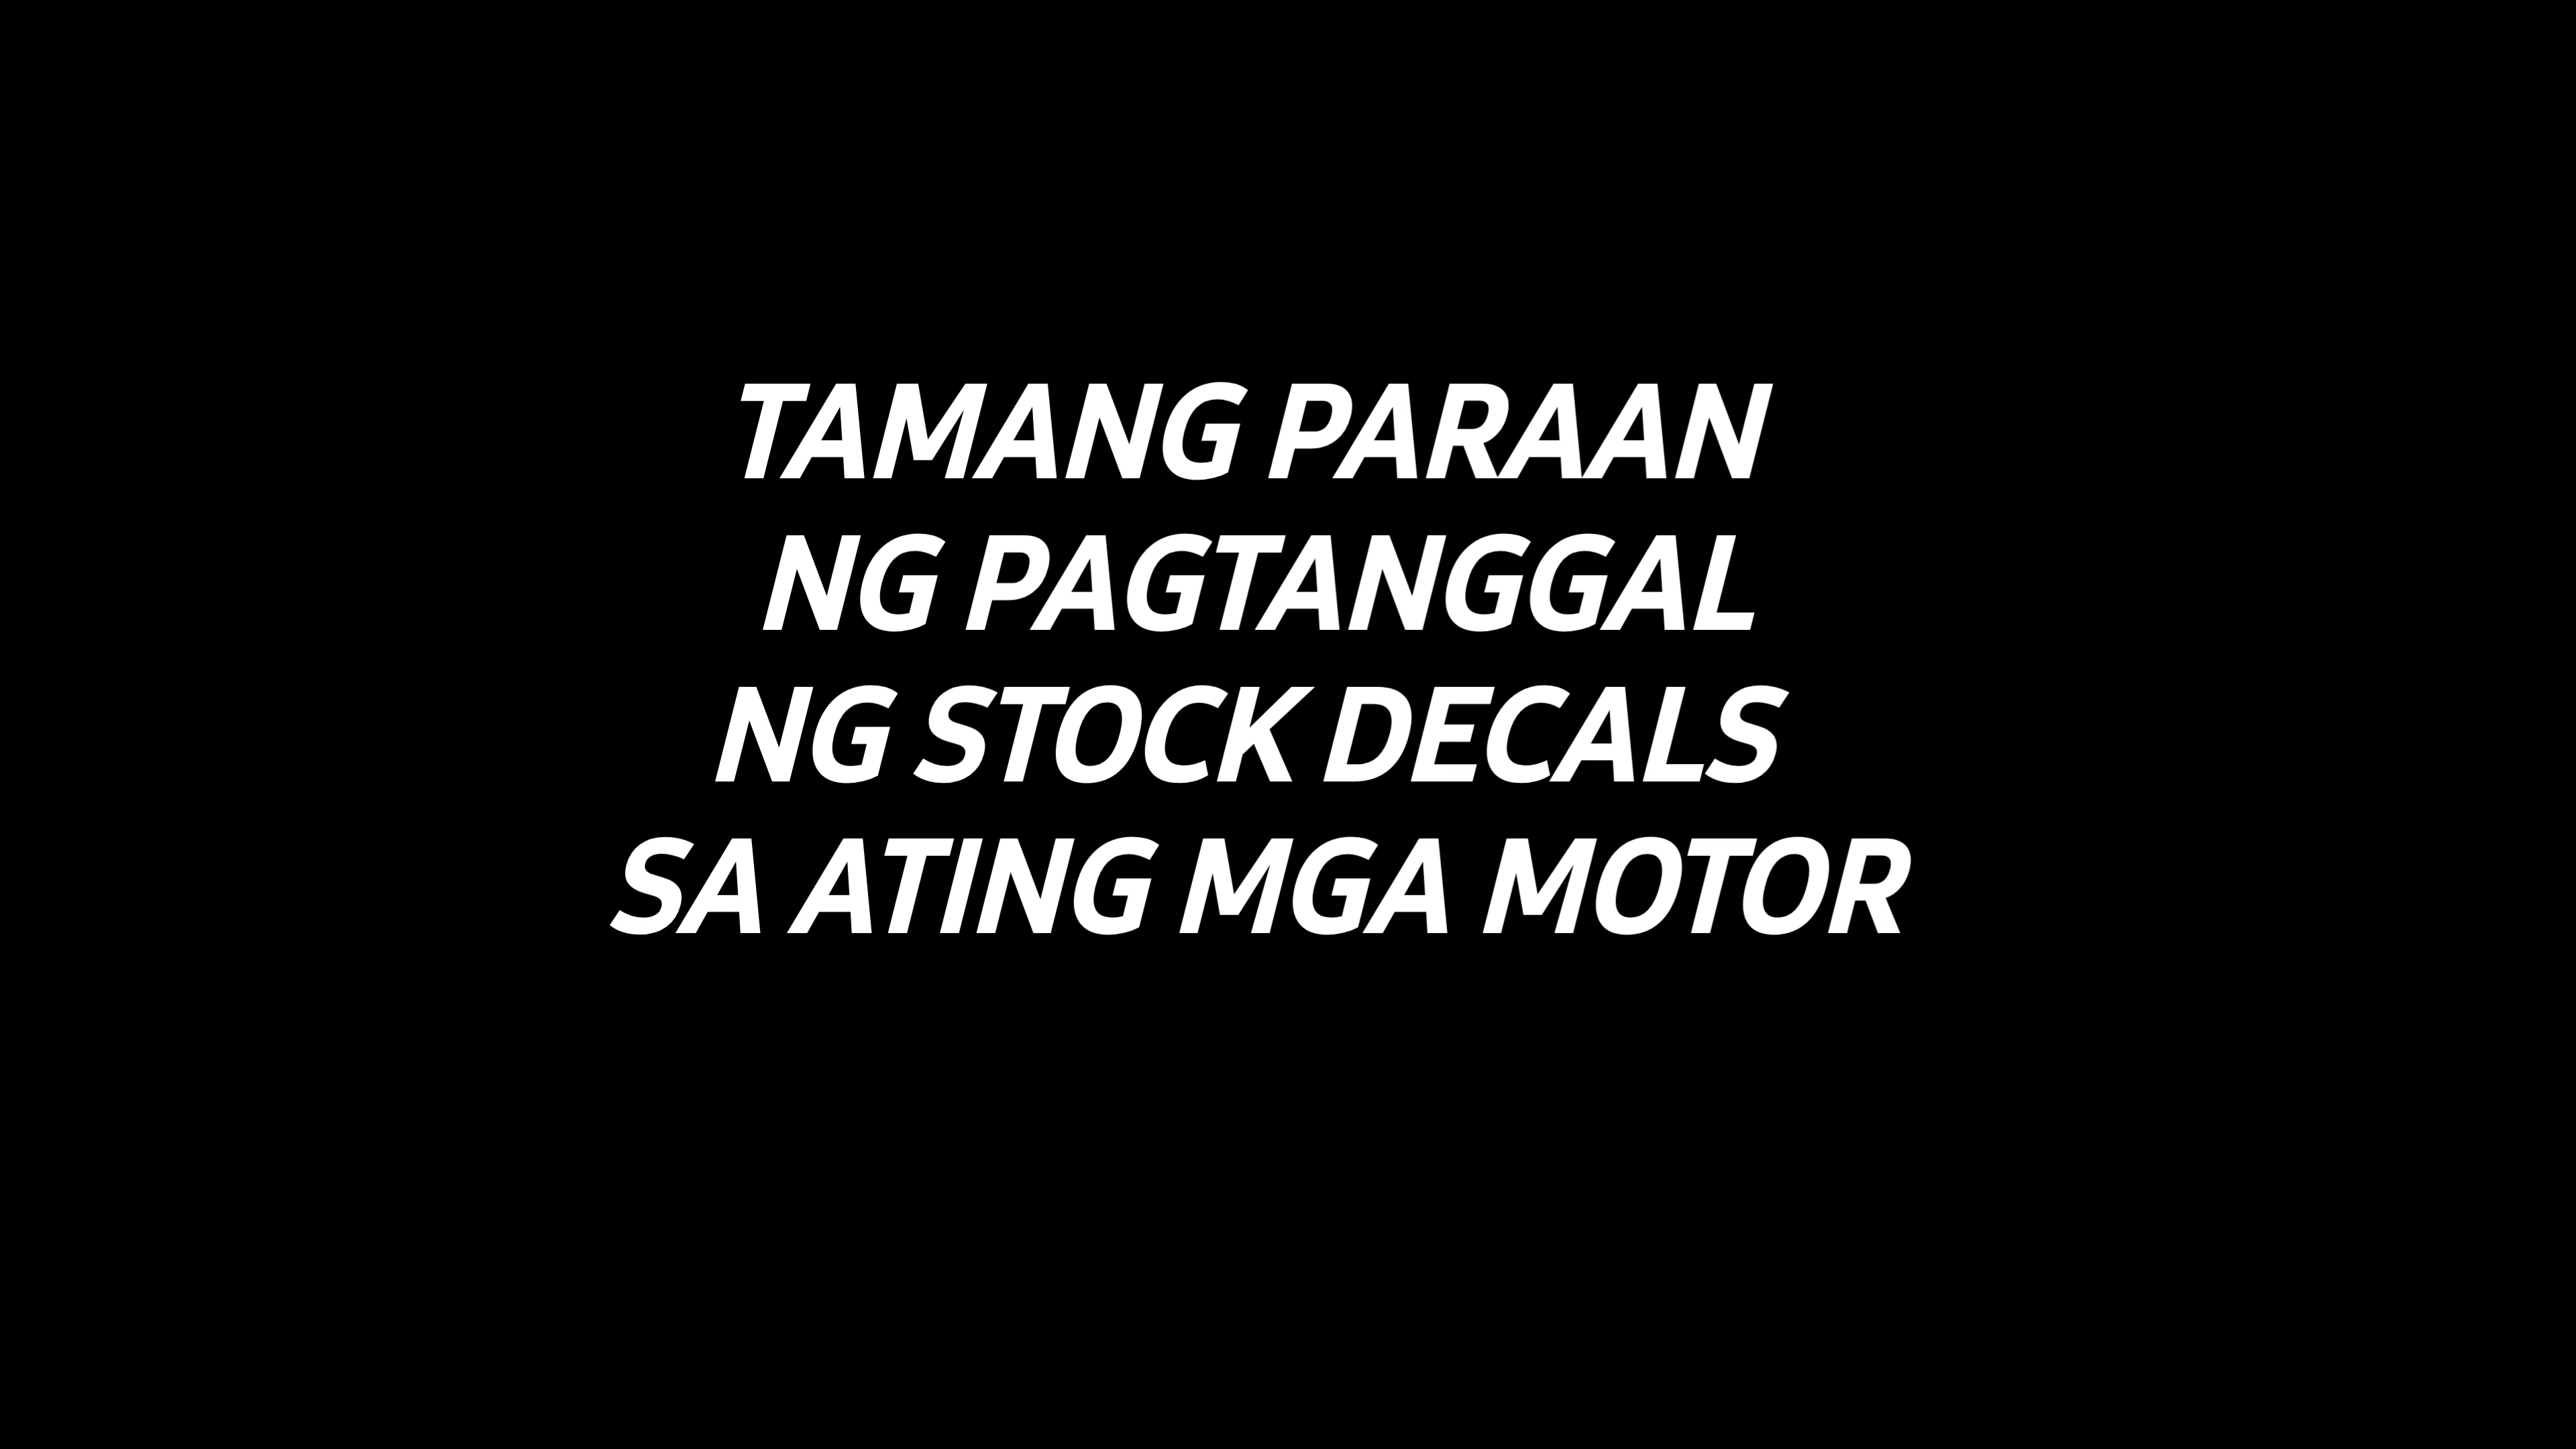 TAMANG PARAAN
NG PAGTANGGAL
NG STOCK DECALS
SA ATING MGA MOTOR